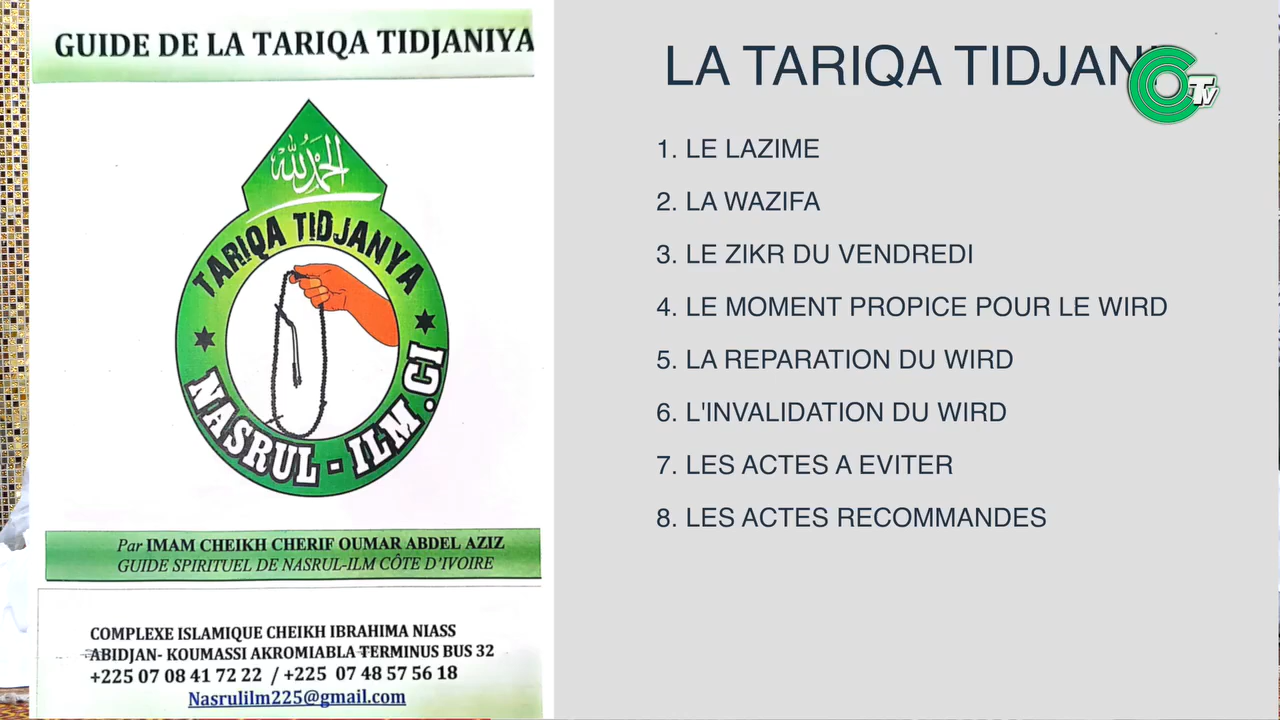 GUIDE DE LA TARIQA TIDJANIYA
الحمد لله
TARIQA TIDJANYA
NASRUL-ILM.CI
Par IMAM CHEIKH CHERIF OUMAR ABDEL AZIZ
GUIDE SPIRITUEL DE NASRUL-ILM CÔTE D'IVOIRE
COMPLEXE ISLAMIQUE CHEIKH IBRAHIMA NIASS
ABIDJAN- KOUMASSI AKROMIABLA TERMINUS BUS 32
+225 07 08 41 72 22 / +225 07 48 57 56 18
Nasrulilm225@gmail.com
LA TARIQA TIDJANI
TV
1. LE LAZIME
2. LA WAZIFA
3. LE ZIKR DU VENDREDI
4. LE MOMENT PROPICE POUR LE WIRD
5. LA REPARATION DU WIRD
6. L'INVALIDATION DU WIRD
7. LES ACTES A EVITER
8. LES ACTES RECOMMANDES